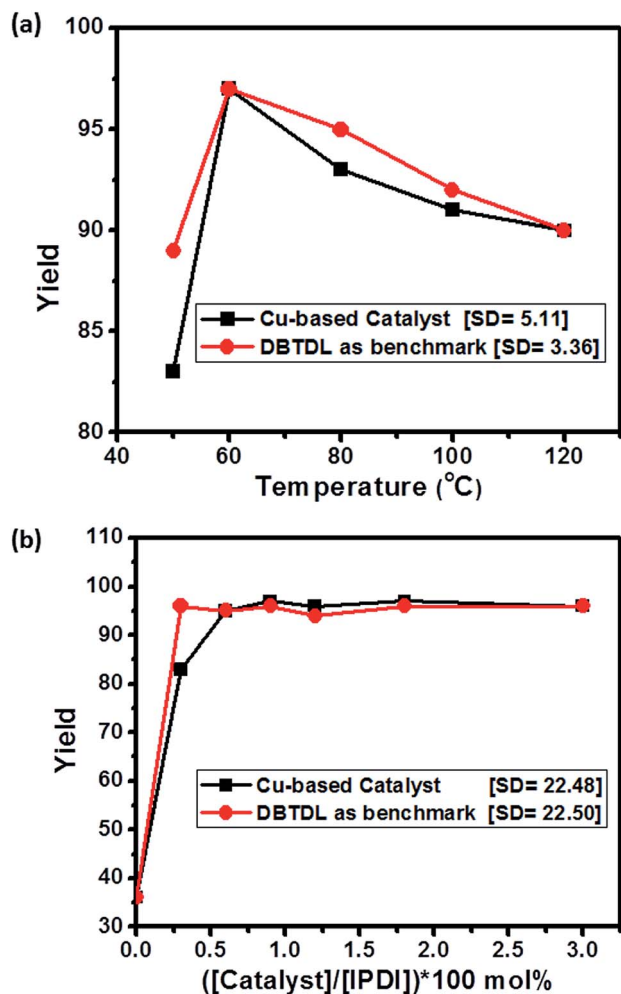 (a)
100
95
90
85
80
Yield
Cu-based Catalyst [SD= 5.11]
DBTDL as benchmark [SD= 3.36]
40 60 80 100 120
Temperature (°C)
(b)
110
100
90
80
70
60
50
40
30
Yield
Cu-based Catalyst [SD= 22.48]
DBTDL as benchmark [SD= 22.50]
0.0 0.5 1.0 1.5 2.0 2.5 3.0
([Catalyst]/[IPDI])*100 mol%